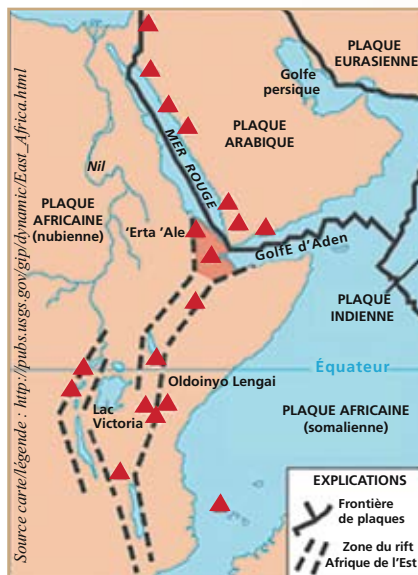 Source carte/légende : http://pubs.usgs.gov/gip/dynamic/East_Africa.html
PLAQUE
EURASIENNE
Golfe
persique
PLAQUE
ARABIQUE
MER ROUGE
Nil
PLAQUE
AFRICAINE
(nubienne)
'Erta 'Ale
GolfE d'Aden
PLAQUE
INDIENNE
Équateur
Oldoinyo Lengai
Lac
Victoria
PLAQUE AFRICAINE
(somalienne)
EXPLICATIONS
Frontière
de plaques
Zone du rift
Afrique de l'Est